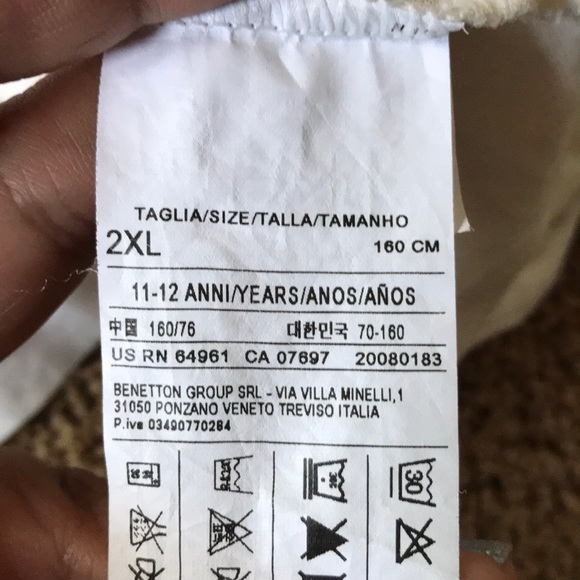 TAGLIA/SIZE/TALLA/TAMANHO
2XL 160 CM
11-12 ANNI/YEARS/ANOS/AÑOS
中国 160/76 대한민국 70-160
US RN 64961 CA 07697 20080183
BENETTON GROUP SRL - VIA VILLA MINELLI,1
31050 PONZANO VENETO TREVISO ITALIA
P.iva 03490770264
30